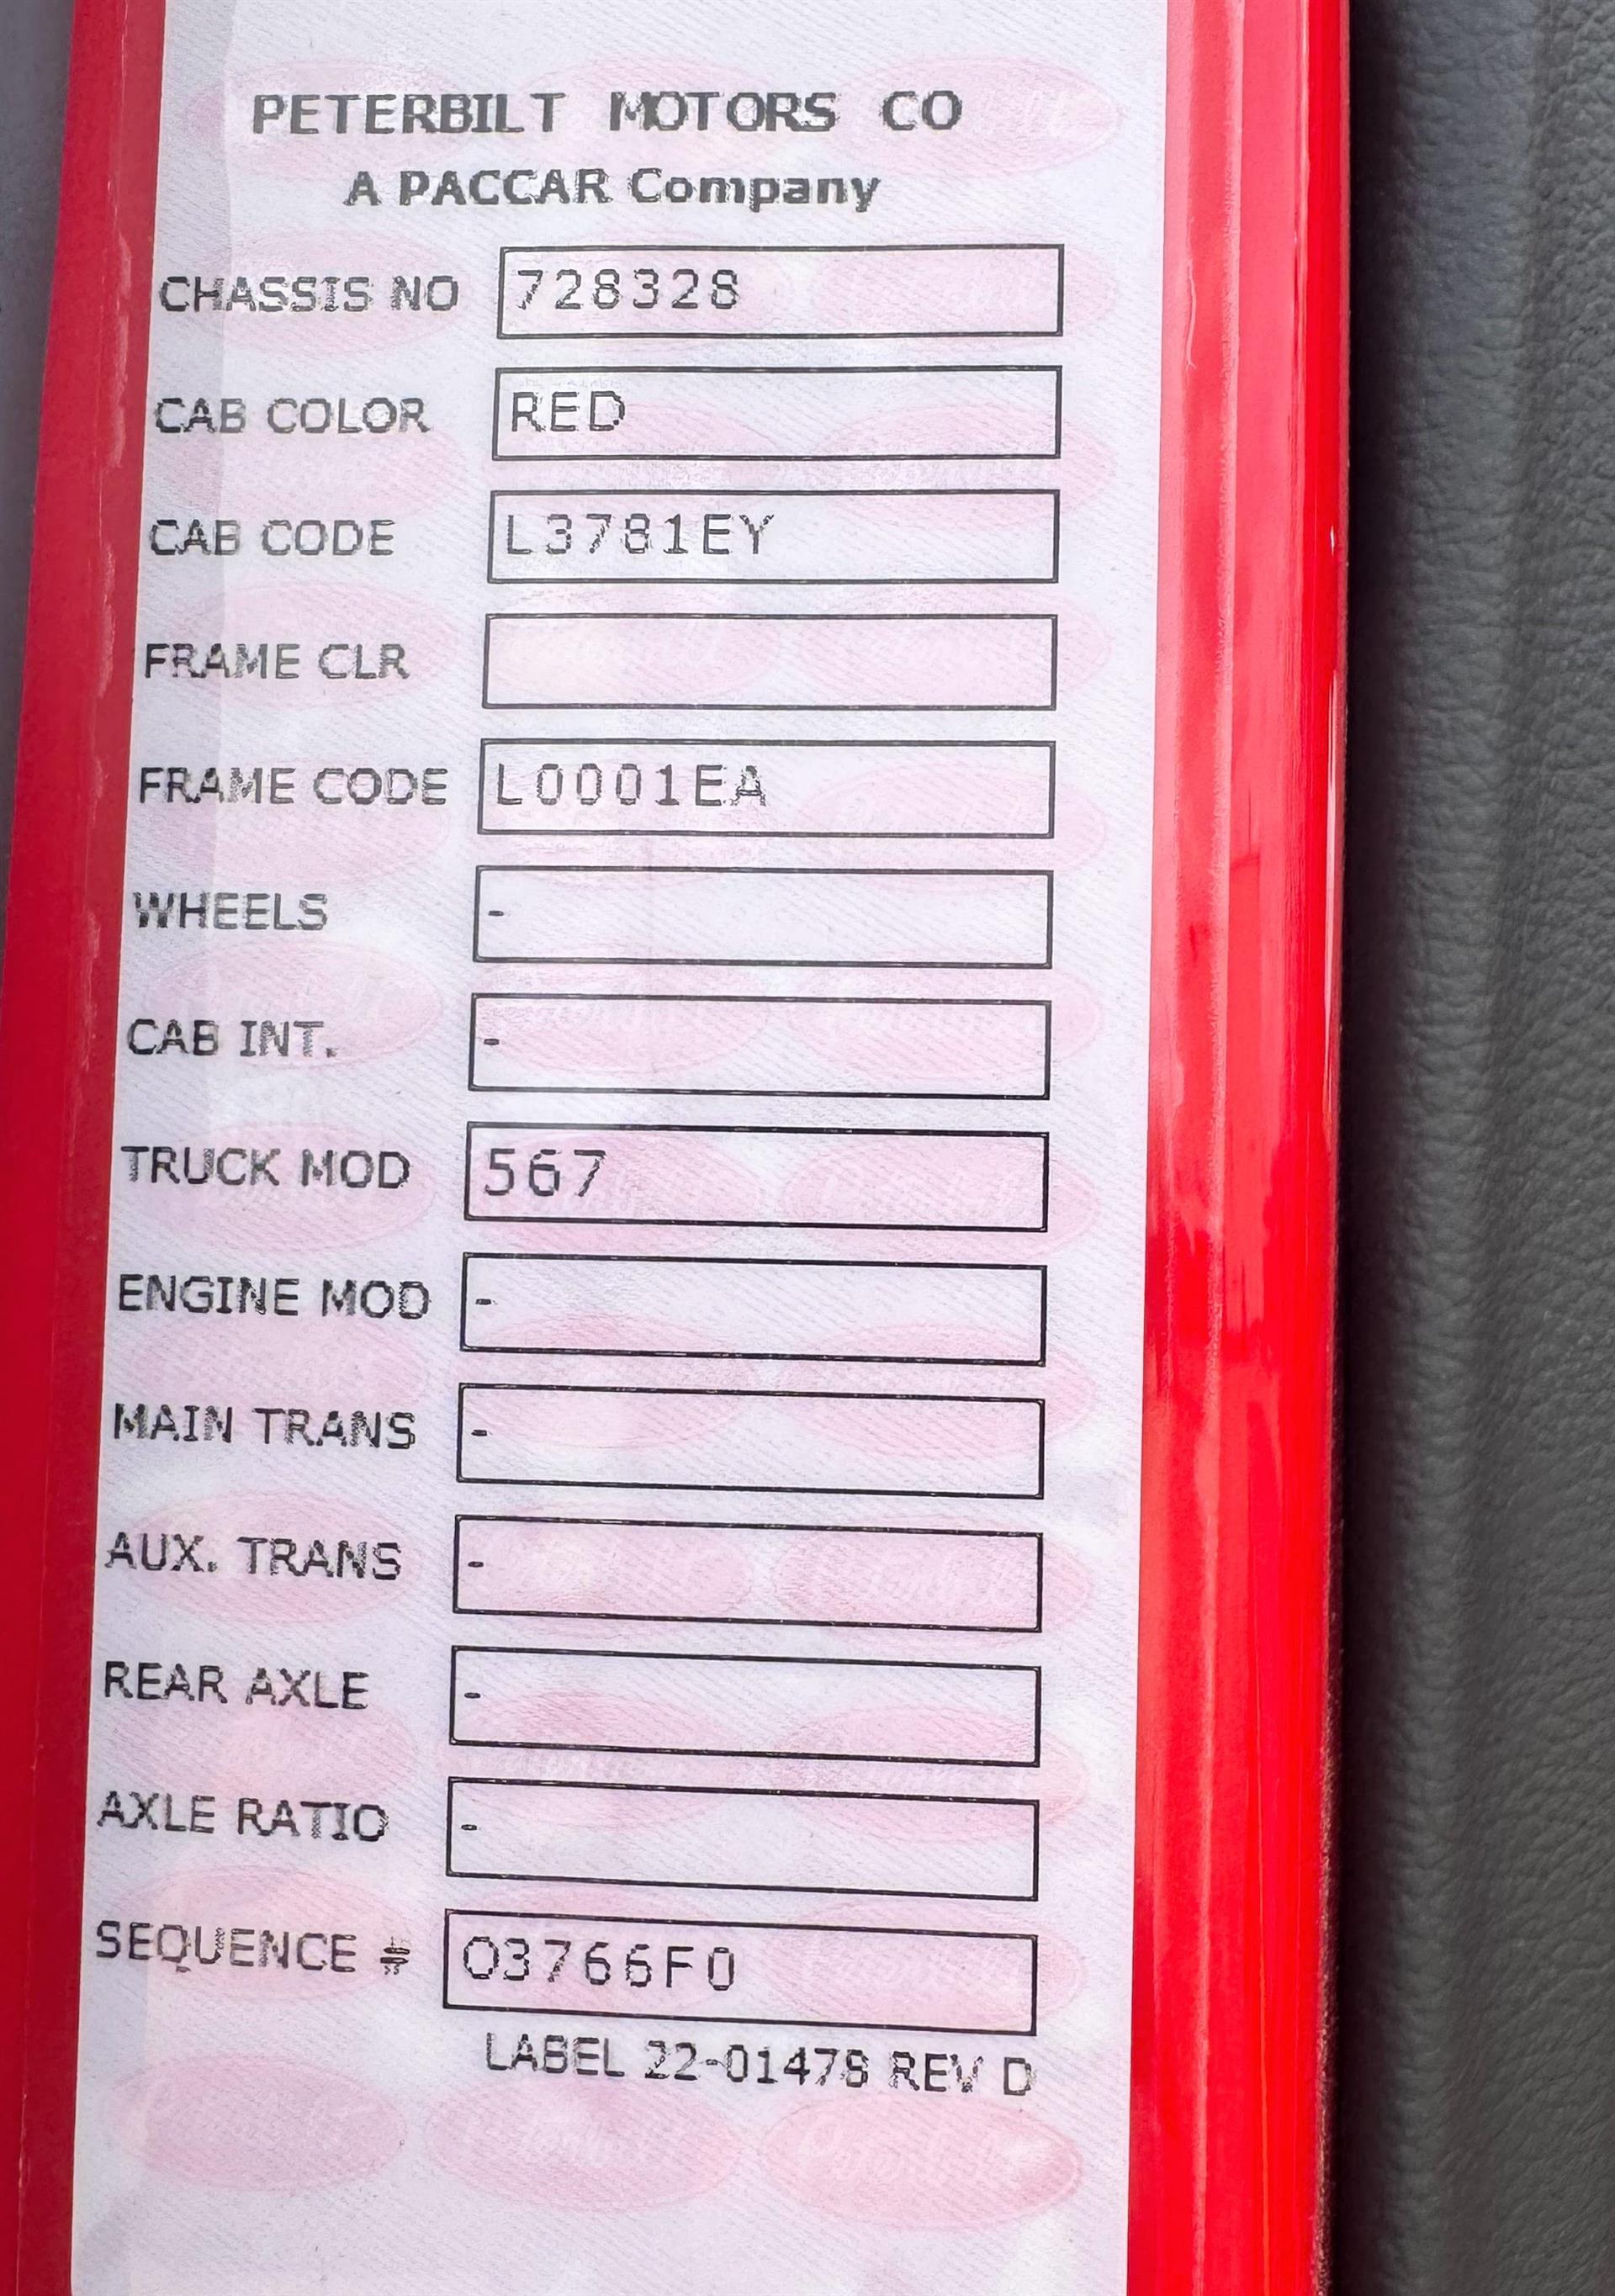 PETERBILT MOTORS CO
A PACCAR Company
CHASSIS NO 728328
CAB COLOR RED
CAB CODE L3781EY
FRAME CLR
FRAME CODE L0001EA
WHEELS -
CAB INT. -
TRUCK MOD 567
ENGINE MOD -
MAIN TRANS -
AUX. TRANS -
REAR AXLE -
AXLE RATIO -
SEQUENCE # O3766F0
LABEL 22-01478 REV D